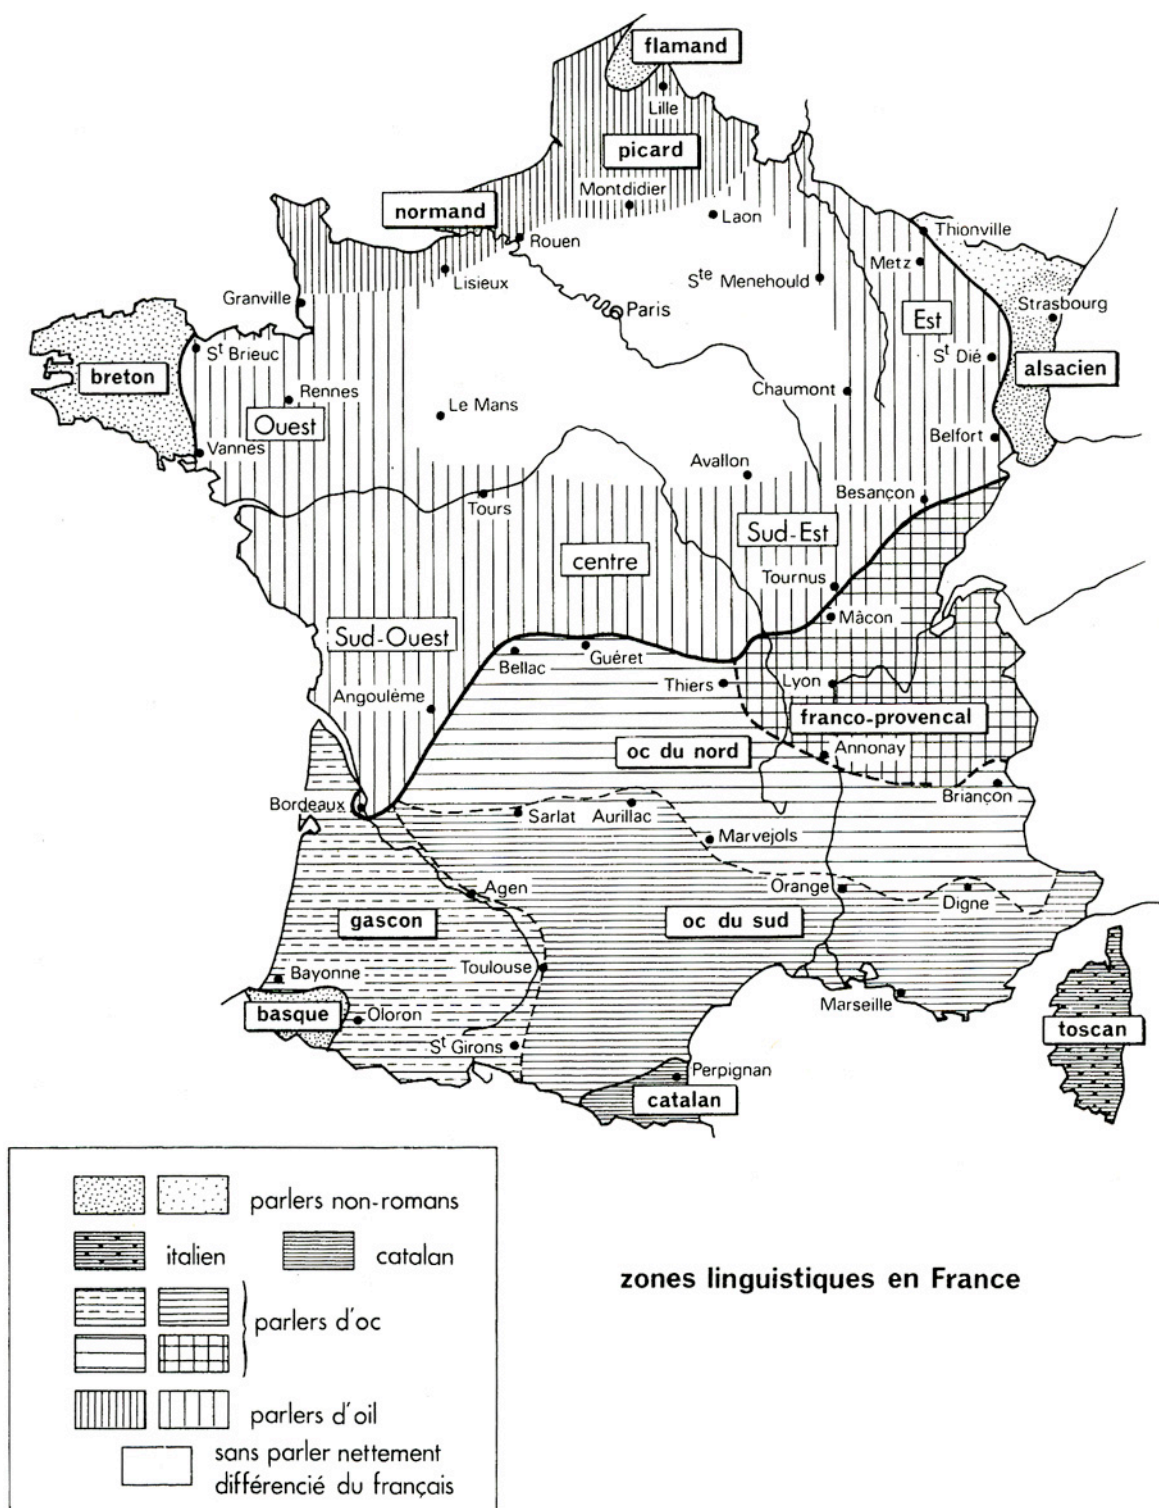 flamand
Lille
picard
Montdidier
normand
Laon
Rouen
Thionville
Metz
Lisieux
Ste Menehould
Granville
Strasbourg
Paris
Est
St Brieuc
St Dié
breton
alsacien
Rennes
Chaumont
Le Mans
Ouest
Belfort
Vannes
Avallon
Besançon
Tours
Sud-Est
centre
Tournus
Mâcon
Sud-Ouest
Guéret
Bellac
Thiers
Lyon
Angoulême
franco-provencal
oc du nord
Annonay
Briançon
Bordeaux
Sarlat
Aurillac
Marvejols
Agen
Orange
Digne
gascon
oc du sud
Bayonne
Toulouse
Marseille
basque
Oloron
toscan
St Girons
Perpignan
catalan
parlers non-romans
italien
catalan
zones linguistiques en France
parlers d'oc
parlers d'oil
sans parler nettement
différencié du français